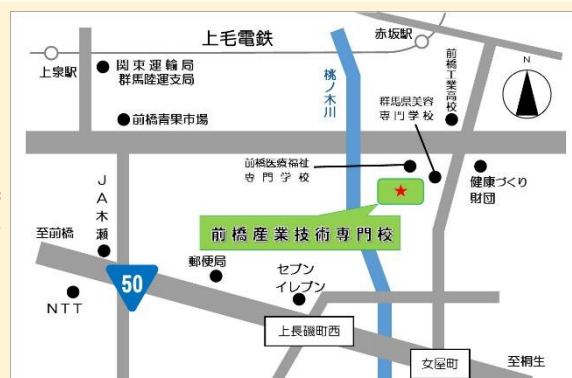 上毛電鉄
赤坂駅
上泉駅
関東運輸局
群馬陸運支局
前橋青果市場
桃ノ木川
前橋工業高校
N
群馬県美容
専門学校
前橋医療福祉
専門学校
健康づくり
財団
JA木瀬
前橋産業技術専門校
至前橋
郵便局
セブン
イレブン
50
NTT
上長磯町西
女屋町
至桐生